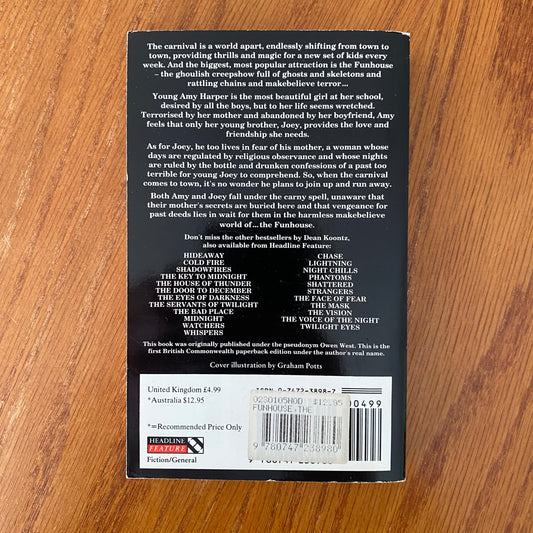 The carnival is a world apart, endlessly shifting from town to
town, providing thrills and magic for a new set of kids every
week. And the biggest, most popular attraction is the Funhouse
– the ghoulish creepshow full of ghosts and skeletons and
rattling chains and makebelieve terror...
Young Amy Harper is the most beautiful girl at her school,
desired by all the boys, but to her life seems wretched.
Terrorised by her mother and abandoned by her boyfriend, Amy
feels that only her young brother, Joey, provides the love and
friendship she needs.
As for Joey, he too lives in fear of his mother, a woman whose
days are regulated by religious observance and whose nights
are ruled by the bottle and drunken confessions of a past too
terrible for young Joey to comprehend. So, when the carnival
comes to town, it's no wonder he plans to join up and run away.
Both Amy and Joey fall under the carny spell, unaware that
their mother's secrets are buried here and that vengeance for
past deeds lies in wait for them in the harmless makebelieve
world of...the Funhouse.
Don't miss the other bestsellers by Dean Koontz,
also available from Headline Feature:
HIDEAWAY
COLD FIRE
SHADOWFIRES
THE KEY TO MIDNIGHT
THE HOUSE OF THUNDER
THE DOOR TO DECEMBER
THE EYES OF DARKNESS
THE SERVANTS OF TWILIGHT
THE BAD PLACE
MIDNIGHT
WATCHERS
WHISPERS
CHASE
LIGHTNING
NIGHT CHILLS
PHANTOMS
SHATTERED
STRANGERS
THE FACE OF FEAR
THE MASK
THE VISION
THE VOICE OF THE NIGHT
TWILIGHT EYES
This book was originally published under the pseudonym Owen West. This is the
first British Commonwealth paperback edition under the author's real name.
Cover illustration by Graham Potts
United Kingdom £4.99
*Australia $12.95
*=Recommended Price Only
HEADLINE
FEATURE
Fiction/General
ISBN 0-7472-3898-7
00499
0230105HOD $12.95
FUNHOUSE,THE
9 780747 238980